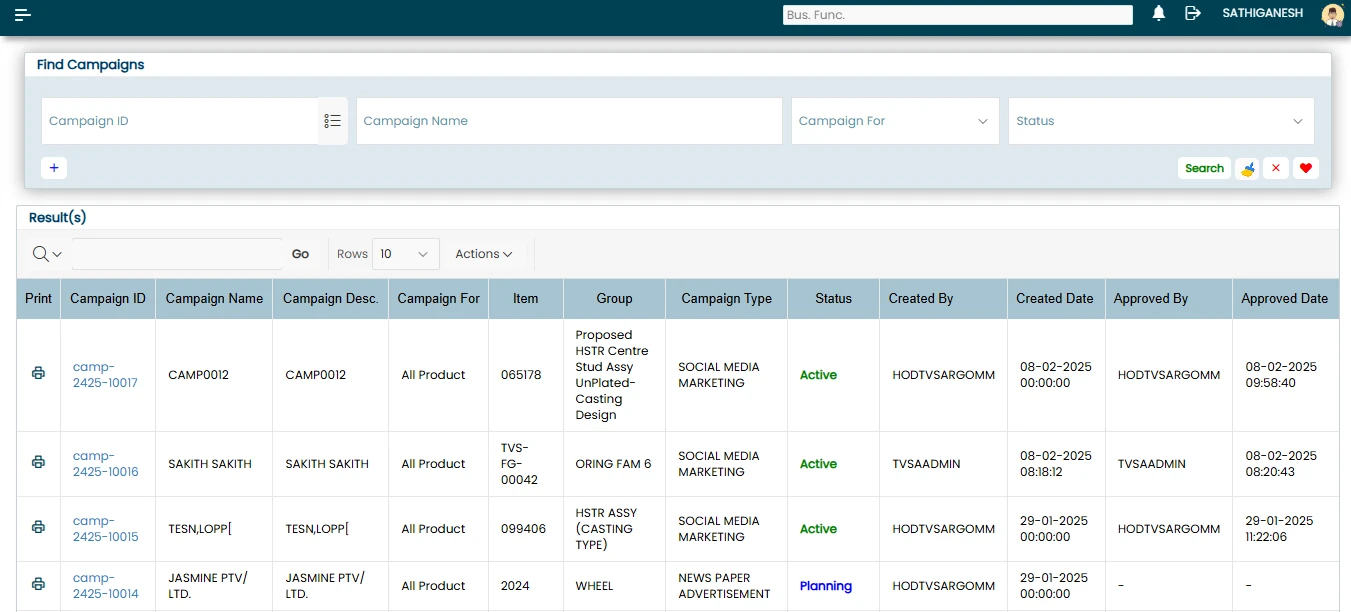 Bus. Func.
SATHIGANESH
Find Campaigns
Campaign ID
Campaign Name
Campaign For
Status
+
Search
Result(s)
Go
Rows
10
Actions
Print Campaign ID Campaign Name Campaign Desc. Campaign For Item Group Campaign Type Status Created By Created Date Approved By Approved Date
camp-
2425-10017
CAMP0012
CAMP0012
All Product
065178
Proposed
HSTR Centre
Stud Assy
UnPlated-
Casting
Design
SOCIAL MEDIA
MARKETING
Active
HODTVSARGOMM
08-02-2025
00:00:00
HODTVSARGOMM
08-02-2025
09:58:40
camp-
2425-10016
SAKITH SAKITH
SAKITH SAKITH
All Product
TVS-
FG-
00042
ORING FAM 6
SOCIAL MEDIA
MARKETING
Active
TVSAADMIN
08-02-2025
08:18:12
TVSAADMIN
08-02-2025
08:20:43
camp-
2425-10015
TESN,LOPP[
TESN,LOPP[
All Product
099406
HSTR ASSY
(CASTING
TYPE)
SOCIAL MEDIA
MARKETING
Active
HODTVSARGOMM
29-01-2025
00:00:00
HODTVSARGOMM
29-01-2025
11:22:06
camp-
2425-10014
JASMINE PTV/
LTD.
JASMINE PTV/
LTD.
All Product
2024
WHEEL
NEWS PAPER
ADVERTISEMENT
Planning
HODTVSARGOMM
29-01-2025
00:00:00
-
-